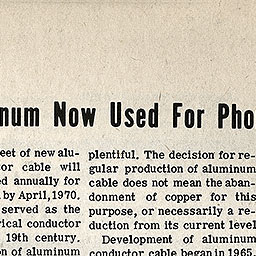 num Now Used For Pho
eet of new alu-
or cable will
ed annually for
by April, 1970.
served as the
rical conductor
19th century.
on of aluminum
plentiful. The decision for re-
gular production of aluminum
cable does not mean the aban-
donment of copper for this
purpose, or necessarily a re-
duction from its current level
Development of aluminum
conductor cable began in 1965.